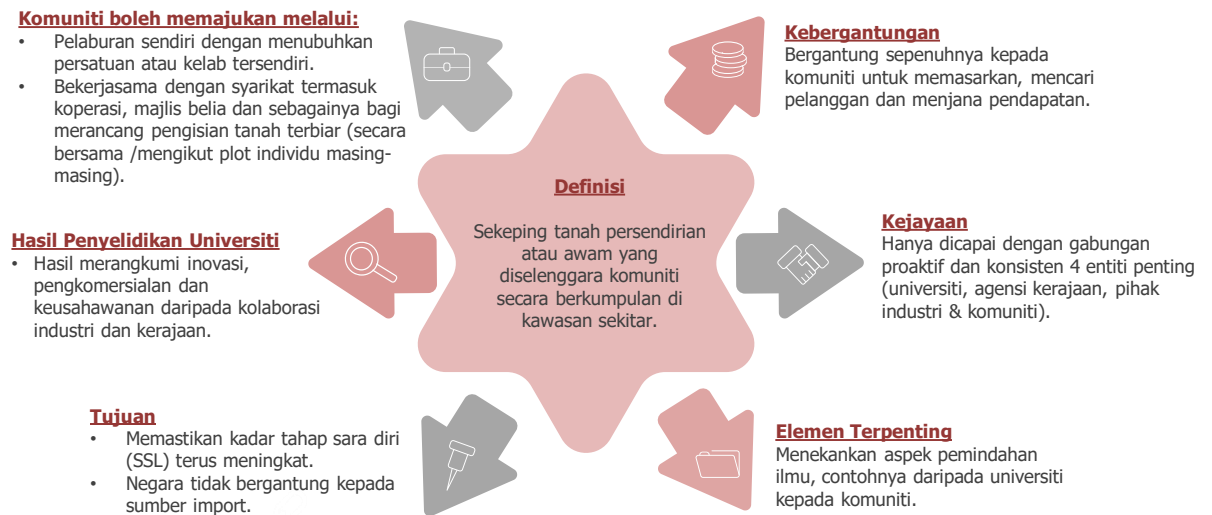 Komuniti boleh memajukan melalui:
• Pelaburan sendiri dengan menubuhkan
persatuan atau kelab tersendiri.
• Bekerjasama dengan syarikat termasuk
koperasi, majlis belia dan sebagainya bagi
merancang pengisian tanah terbiar (secara
bersama /mengikut plot individu masing-
masing).
Kebergantungan
Bergantung sepenuhnya kepada
komuniti untuk memasarkan, mencari
pelanggan dan menjana pendapatan.
Definisi
Sekeping tanah persendirian
atau awam yang
diselenggara komuniti
secara berkumpulan di
kawasan sekitar.
Hasil Penyelidikan Universiti
• Hasil merangkumi inovasi,
pengkomersialan dan
keusahawanan daripada kolaborasi
industri dan kerajaan.
Kejayaan
Hanya dicapai dengan gabungan
proaktif dan konsisten 4 entiti penting
(universiti, agensi kerajaan, pihak
industri & komuniti).
Tujuan
• Memastikan kadar tahap sara diri
(SSL) terus meningkat.
• Negara tidak bergantung kepada
sumber import.
Elemen Terpenting
Menekankan aspek pemindahan
ilmu, contohnya daripada universiti
kepada komuniti.